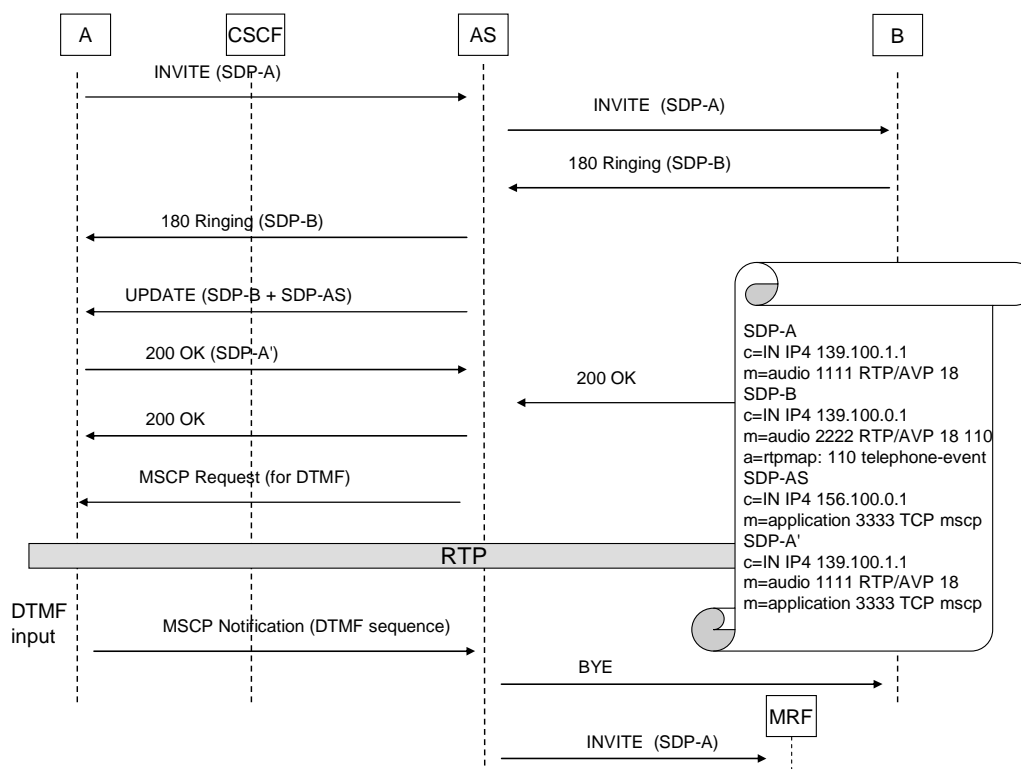 A
CSCF
AS
B
INVITE (SDP-A)
INVITE (SDP-A)
180 Ringing (SDP-B)
180 Ringing (SDP-B)
UPDATE (SDP-B + SDP-AS)
200 OK (SDP-A')
200 OK
200 OK
MSCP Request (for DTMF)
SDP-A
c=IN IP4 139.100.1.1
m=audio 1111 RTP/AVP 18
SDP-B
c=IN IP4 139.100.0.1
m=audio 2222 RTP/AVP 18 110
a=rtpmap: 110 telephone-event
SDP-AS
c=IN IP4 156.100.0.1
m=application 3333 TCP mscp
SDP-A'
c=IN IP4 139.100.1.1
m=audio 1111 RTP/AVP 18
m=application 3333 TCP mscp
RTP
DTMF
input
MSCP Notification (DTMF sequence)
BYE
MRF
INVITE (SDP-A)